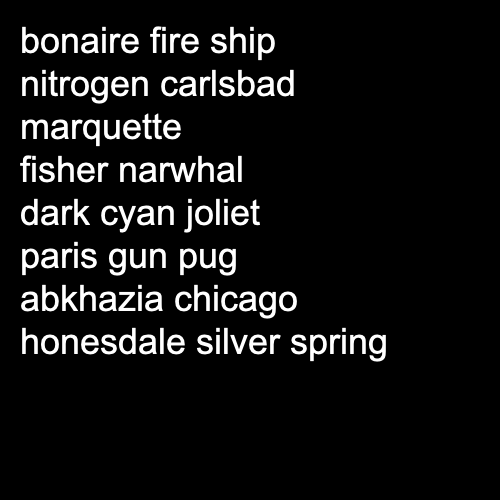 bonaire fire ship
nitrogen carlsbad
marquette
fisher narwhal
dark cyan joliet
paris gun pug
abkhazia chicago
honesdale silver spring